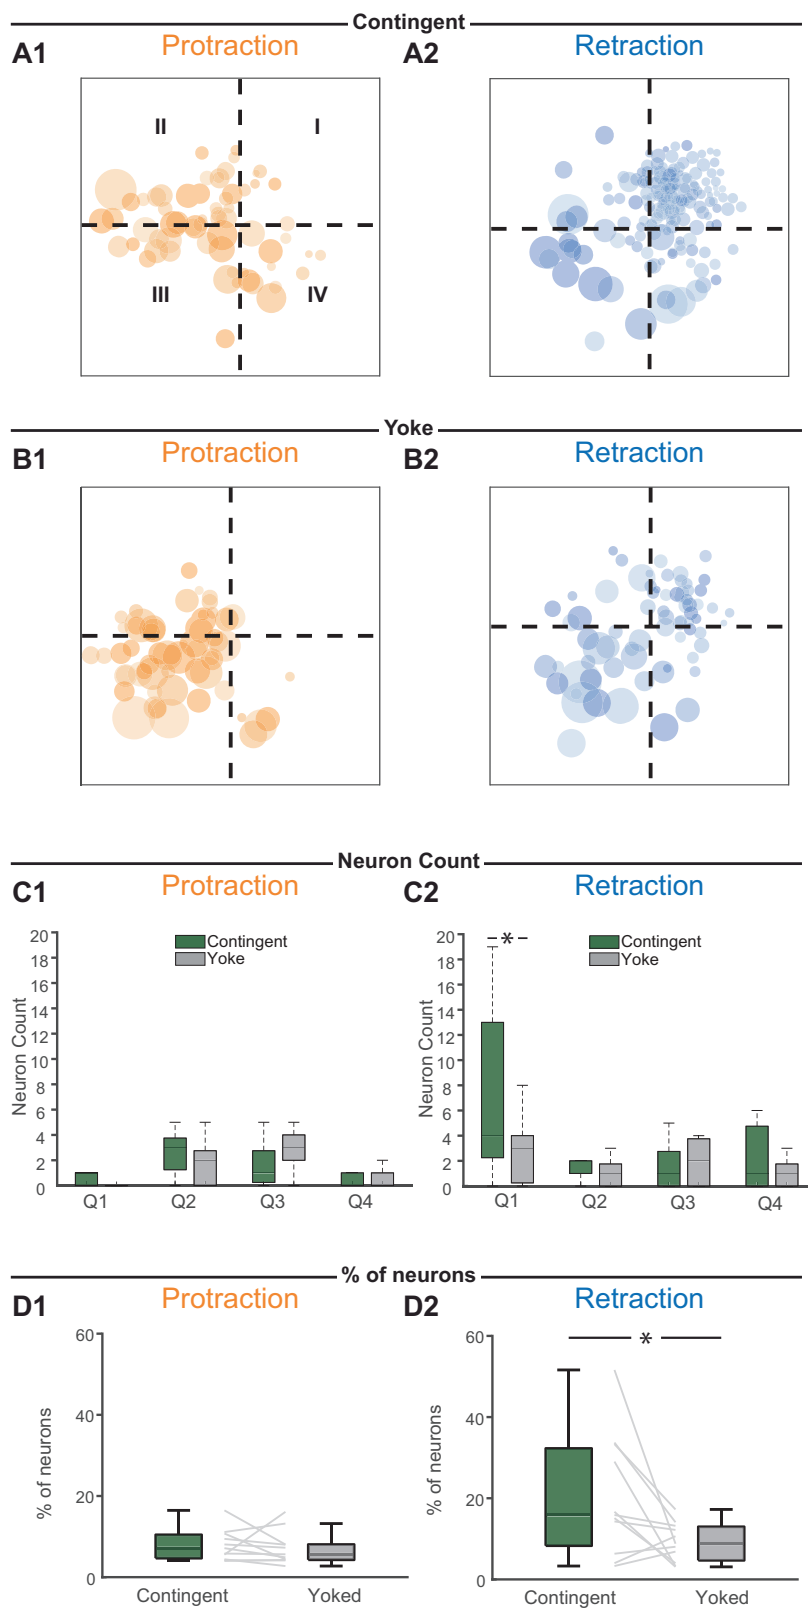 Contingent
A1 Protraction
A2 Retraction
II I
III IV
Yoke
B1 Protraction
B2 Retraction
Neuron Count
C1 Protraction
C2 Retraction
Neuron Count
20
18
16
14
12
10
8
6
4
2
0
Contingent
Yoke
Q1 Q2 Q3 Q4
Neuron Count
20
18
16
14
12
10
8
6
4
2
0
*
Contingent
Yoke
Q1 Q2 Q3 Q4
% of neurons
D1 Protraction
D2 Retraction
% of neurons
60
40
20
0
Contingent Yoked
% of neurons
60
40
20
0
*
Contingent Yoked